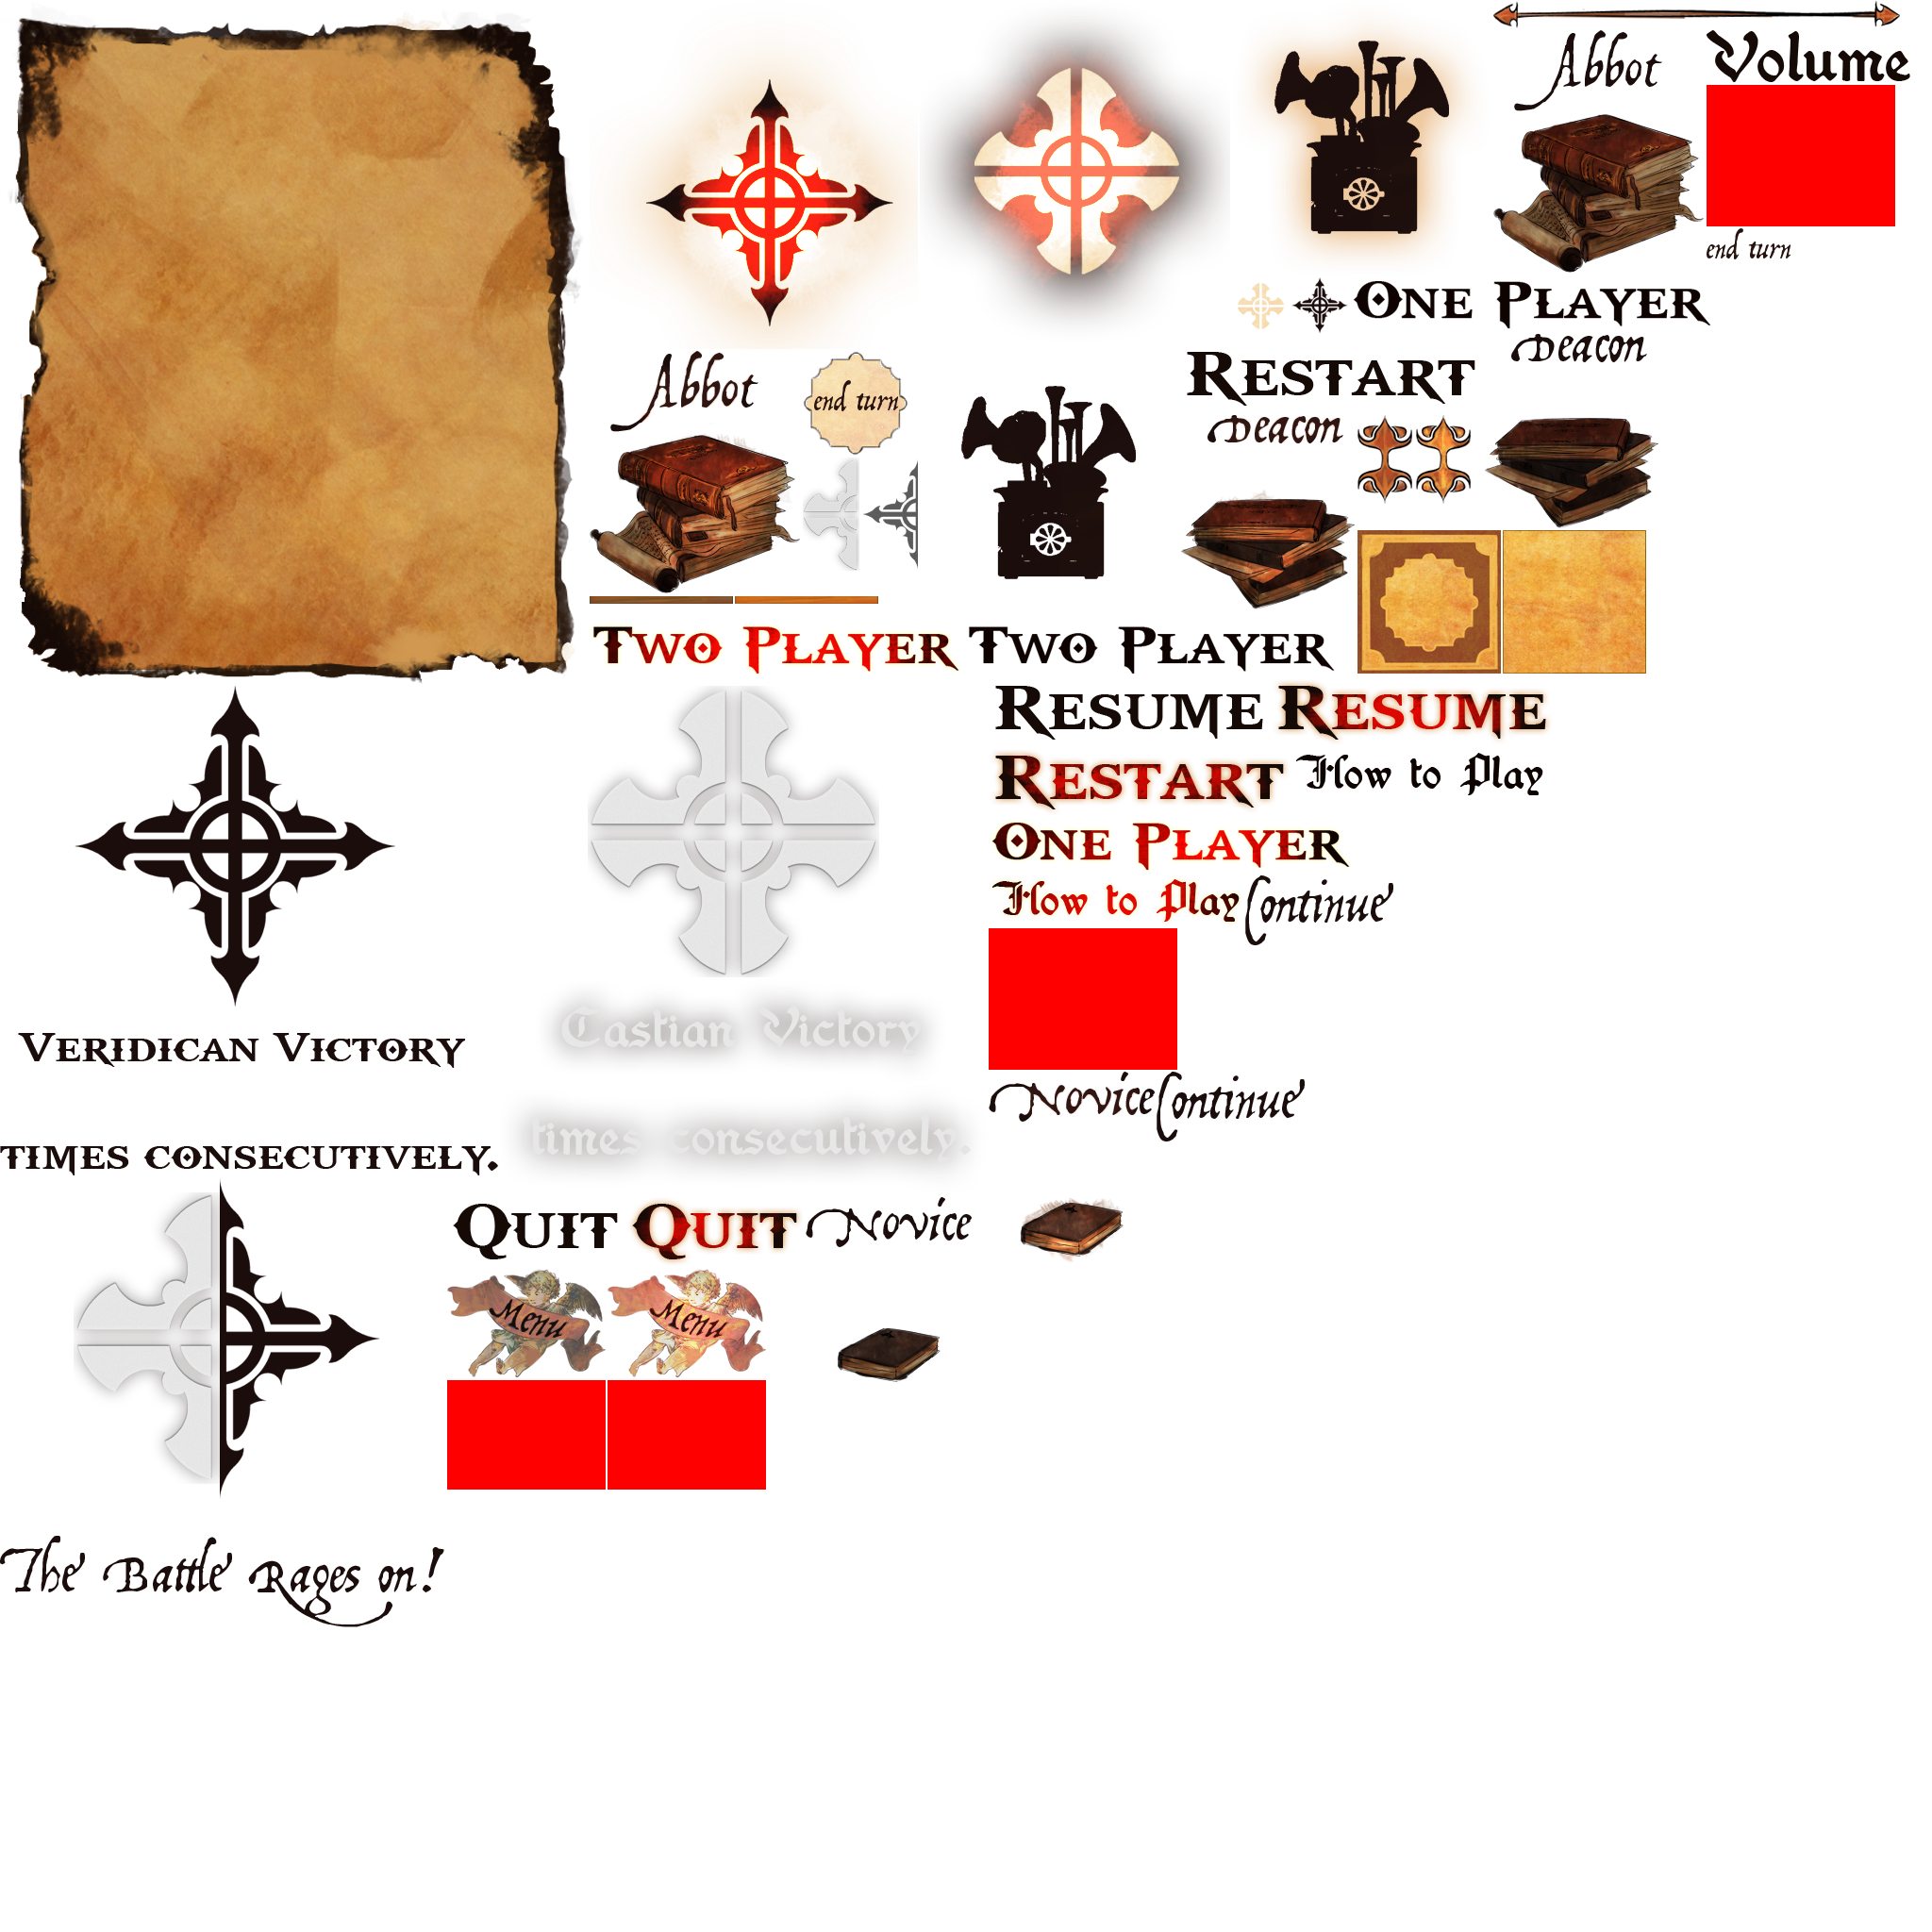 Abbot
Volume
end turn
One Player
Deacon
Abbot
end turn
Restart
Deacon
Two Player
Two Player
Resume
Resume
Restart
How to Play
One Player
How to Play
Continue
Veridican Victory
Castian Victory
Novice
Continue
times consecutively.
times consecutively.
Quit
Quit
Novice
Menu
Menu
The Battle Rages on!